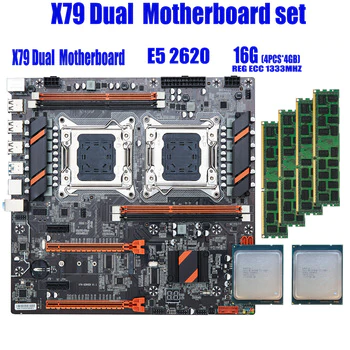 X79 Dual Motherboard set
X79 Dual Motherboard
E5 2620
16G (4PCS*4GB)
REG ECC 1333MHZ